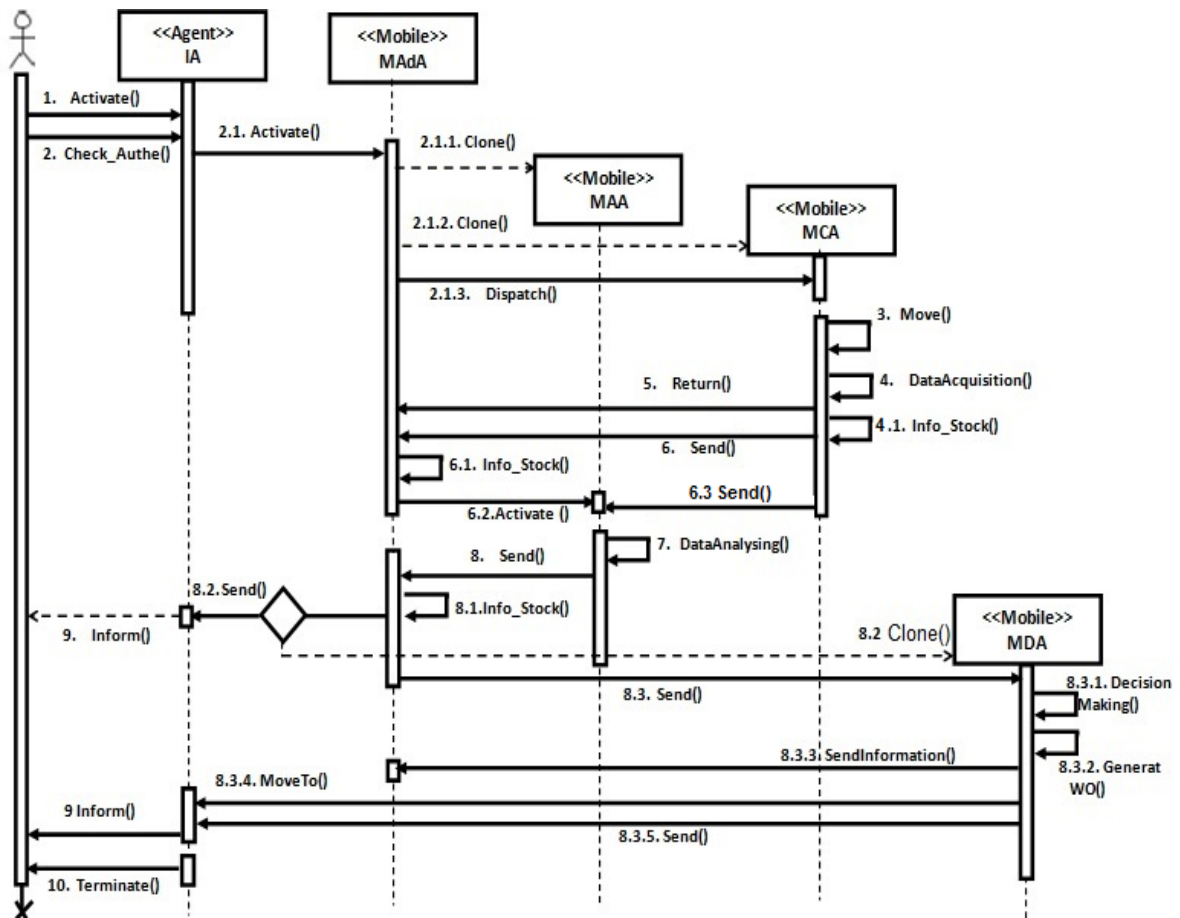 <<Agent>>
IA
<<Mobile>>
MAdA
1. Activate()
2. Check_Authe()
2.1. Activate()
2.1.1. Clone()
<<Mobile>>
MAA
<<Mobile>>
MCA
2.1.2. Clone()
2.1.3. Dispatch()
3. Move()
4. DataAcquisition()
5. Return()
4.1. Info_Stock()
6. Send()
6.1. Info_Stock()
6.3 Send()
6.2.Activate ()
7. DataAnalysing()
8. Send()
8.2.Send()
8.1.Info_Stock()
<<Mobile>>
MDA
9. Inform()
8.2 Clone()
8.3. Send()
8.3.1. Decision
Making()
8.3.3. SendInformation()
8.3.2. Generat
WO()
8.3.4. MoveTo()
9 Inform()
8.3.5. Send()
10. Terminate()